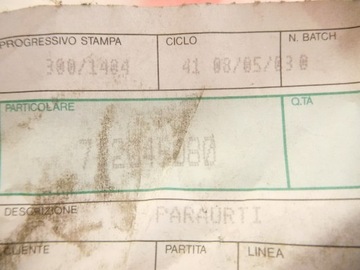 PROGRESSIVO STAMPA CICLO N. BATCH
300/1404 41 08/05/03
PARTICOLARE Q.TA
DESCRIZIONE PARAURTI
CLIENTE PARTITA LINEA